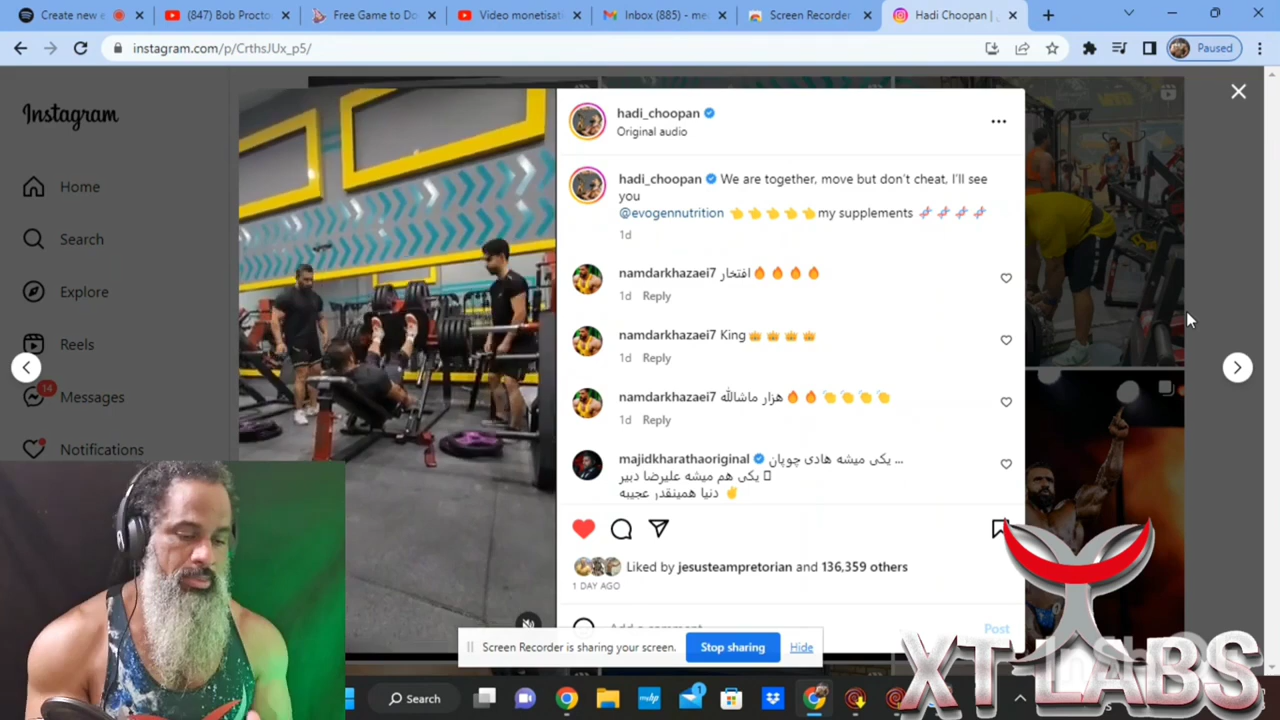 Create new e
(847) Bob Procto
Free Game to Do
Video monetisat
Inbox (885) - me
Screen Recorder
Hadi Choopan |
instagram.com/p/CrthsJUx_p5/
Paused
Instagram
Home
Search
Explore
Reels
14
Messages
Notifications
hadi_choopan
Original audio
hadi_choopan We are together, move but don't cheat, I'll see
you
@evogennutrition 👈👈👈👈👈my supplements 🧬🧬🧬🧬
1d
namdarkhazaei7 افتخار🔥🔥🔥🔥
1d Reply
namdarkhazaei7 King👑👑👑👑
1d Reply
namdarkhazaei7 هزار ماشالله🔥🔥👏👏👏👏
1d Reply
majidkharathaoriginal یکی میشه هادی چوپان ...
یکی هم میشه علیرضا دبیر
دنیا همینقدر عجیبه ✌
Liked by jesusteampretorian and 136,359 others
1 DAY AGO
Add a comment...
Post
Screen Recorder is sharing your screen.
Stop sharing
Hide
Search
mwhp
1
XT LABS